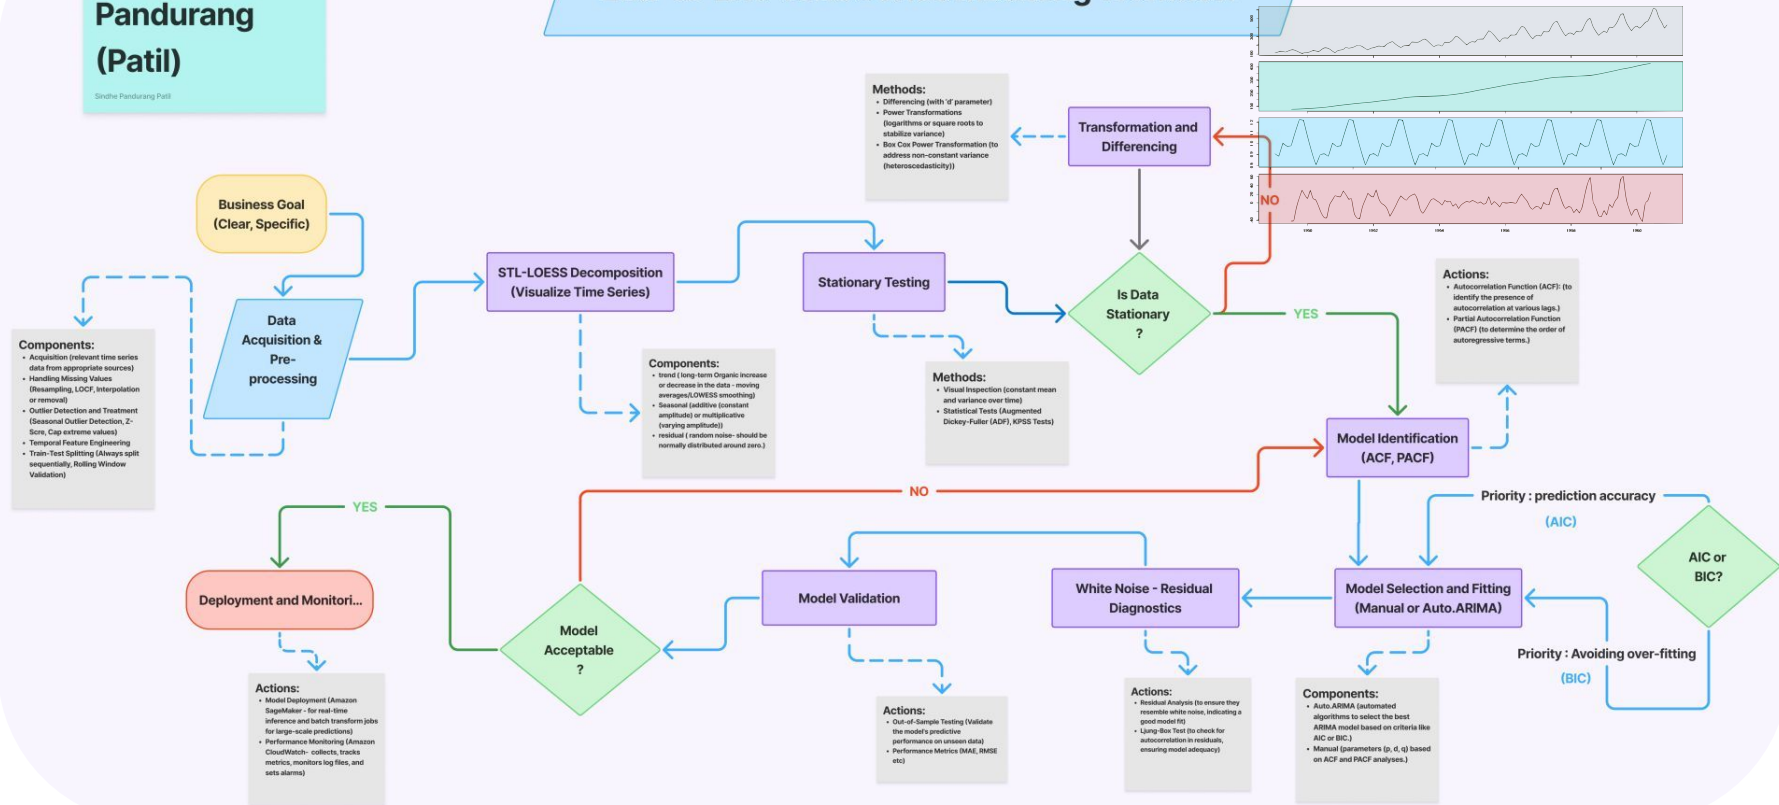 Pandurang
(Patil)
Sindhe Pandurang Patil
Methods:
• Differencing (with 'd' parameter)
• Power Transformations
(logarithms or square roots to
stabilize variance)
• Box Cox Power Transformation (to
address non-constant variance
(heteroscedasticity))
Transformation and
Differencing
NO
Business Goal
(Clear, Specific)
STL-LOESS Decomposition
(Visualize Time Series)
Stationary Testing
Is Data
Stationary
?
YES
Actions:
• Autocorrelation Function (ACF): (to
identify the presence of
autocorrelation at various lags.)
• Partial Autocorrelation Function
(PACF) (to determine the order of
autoregressive terms.)
Data
Acquisition &
Pre-
processing
Components:
• Acquisition (relevant time series
data from appropriate sources)
• Handling Missing Values
(Resampling, LOCF, Interpolation
or removal)
• Outlier Detection and Treatment
(Seasonal Outlier Detection, Z-
Scre, Cap extreme values)
• Temporal Feature Engineering
• Train-Test Splitting (Always split
sequentially, Rolling Window
Validation)
Components:
• trend ( long-term Organic increase
or decrease in the data - moving
averages/LOWESS smoothing)
• Seasonal (additive (constant
amplitude) or multiplicative
(varying amplitude))
• residual ( random noise- should be
normally distributed around zero.)
Methods:
• Visual Inspection (constant mean
and variance over time)
• Statistical Tests (Augmented
Dickey-Fuller (ADF), KPSS Tests)
Model Identification
(ACF, PACF)
NO
YES
Priority : prediction accuracy
(AIC)
AIC or
BIC?
Deployment and Monitori...
Model
Acceptable
?
Model Validation
White Noise - Residual
Diagnostics
Model Selection and Fitting
(Manual or Auto.ARIMA)
Priority : Avoiding over-fitting
(BIC)
Actions:
• Model Deployment (Amazon
SageMaker - for real-time
inference and batch transform jobs
for large-scale predictions)
• Performance Monitoring (Amazon
CloudWatch- collects, tracks
metrics, monitors log files, and
sets alarms)
Actions:
• Out-of-Sample Testing (Validate
the model's predictive
performance on unseen data)
• Performance Metrics (MAE, RMSE
etc)
Actions:
• Residual Analysis (to ensure they
resemble white noise, indicating a
good model fit)
• Ljung-Box Test (to check for
autocorrelation in residuals,
ensuring model adequacy)
Components:
• Auto.ARIMA (automated
algorithms to select the best
ARIMA model based on criteria like
AIC or BIC.)
• Manual (parameters (p, d, q) based
on ACF and PACF analyses.)